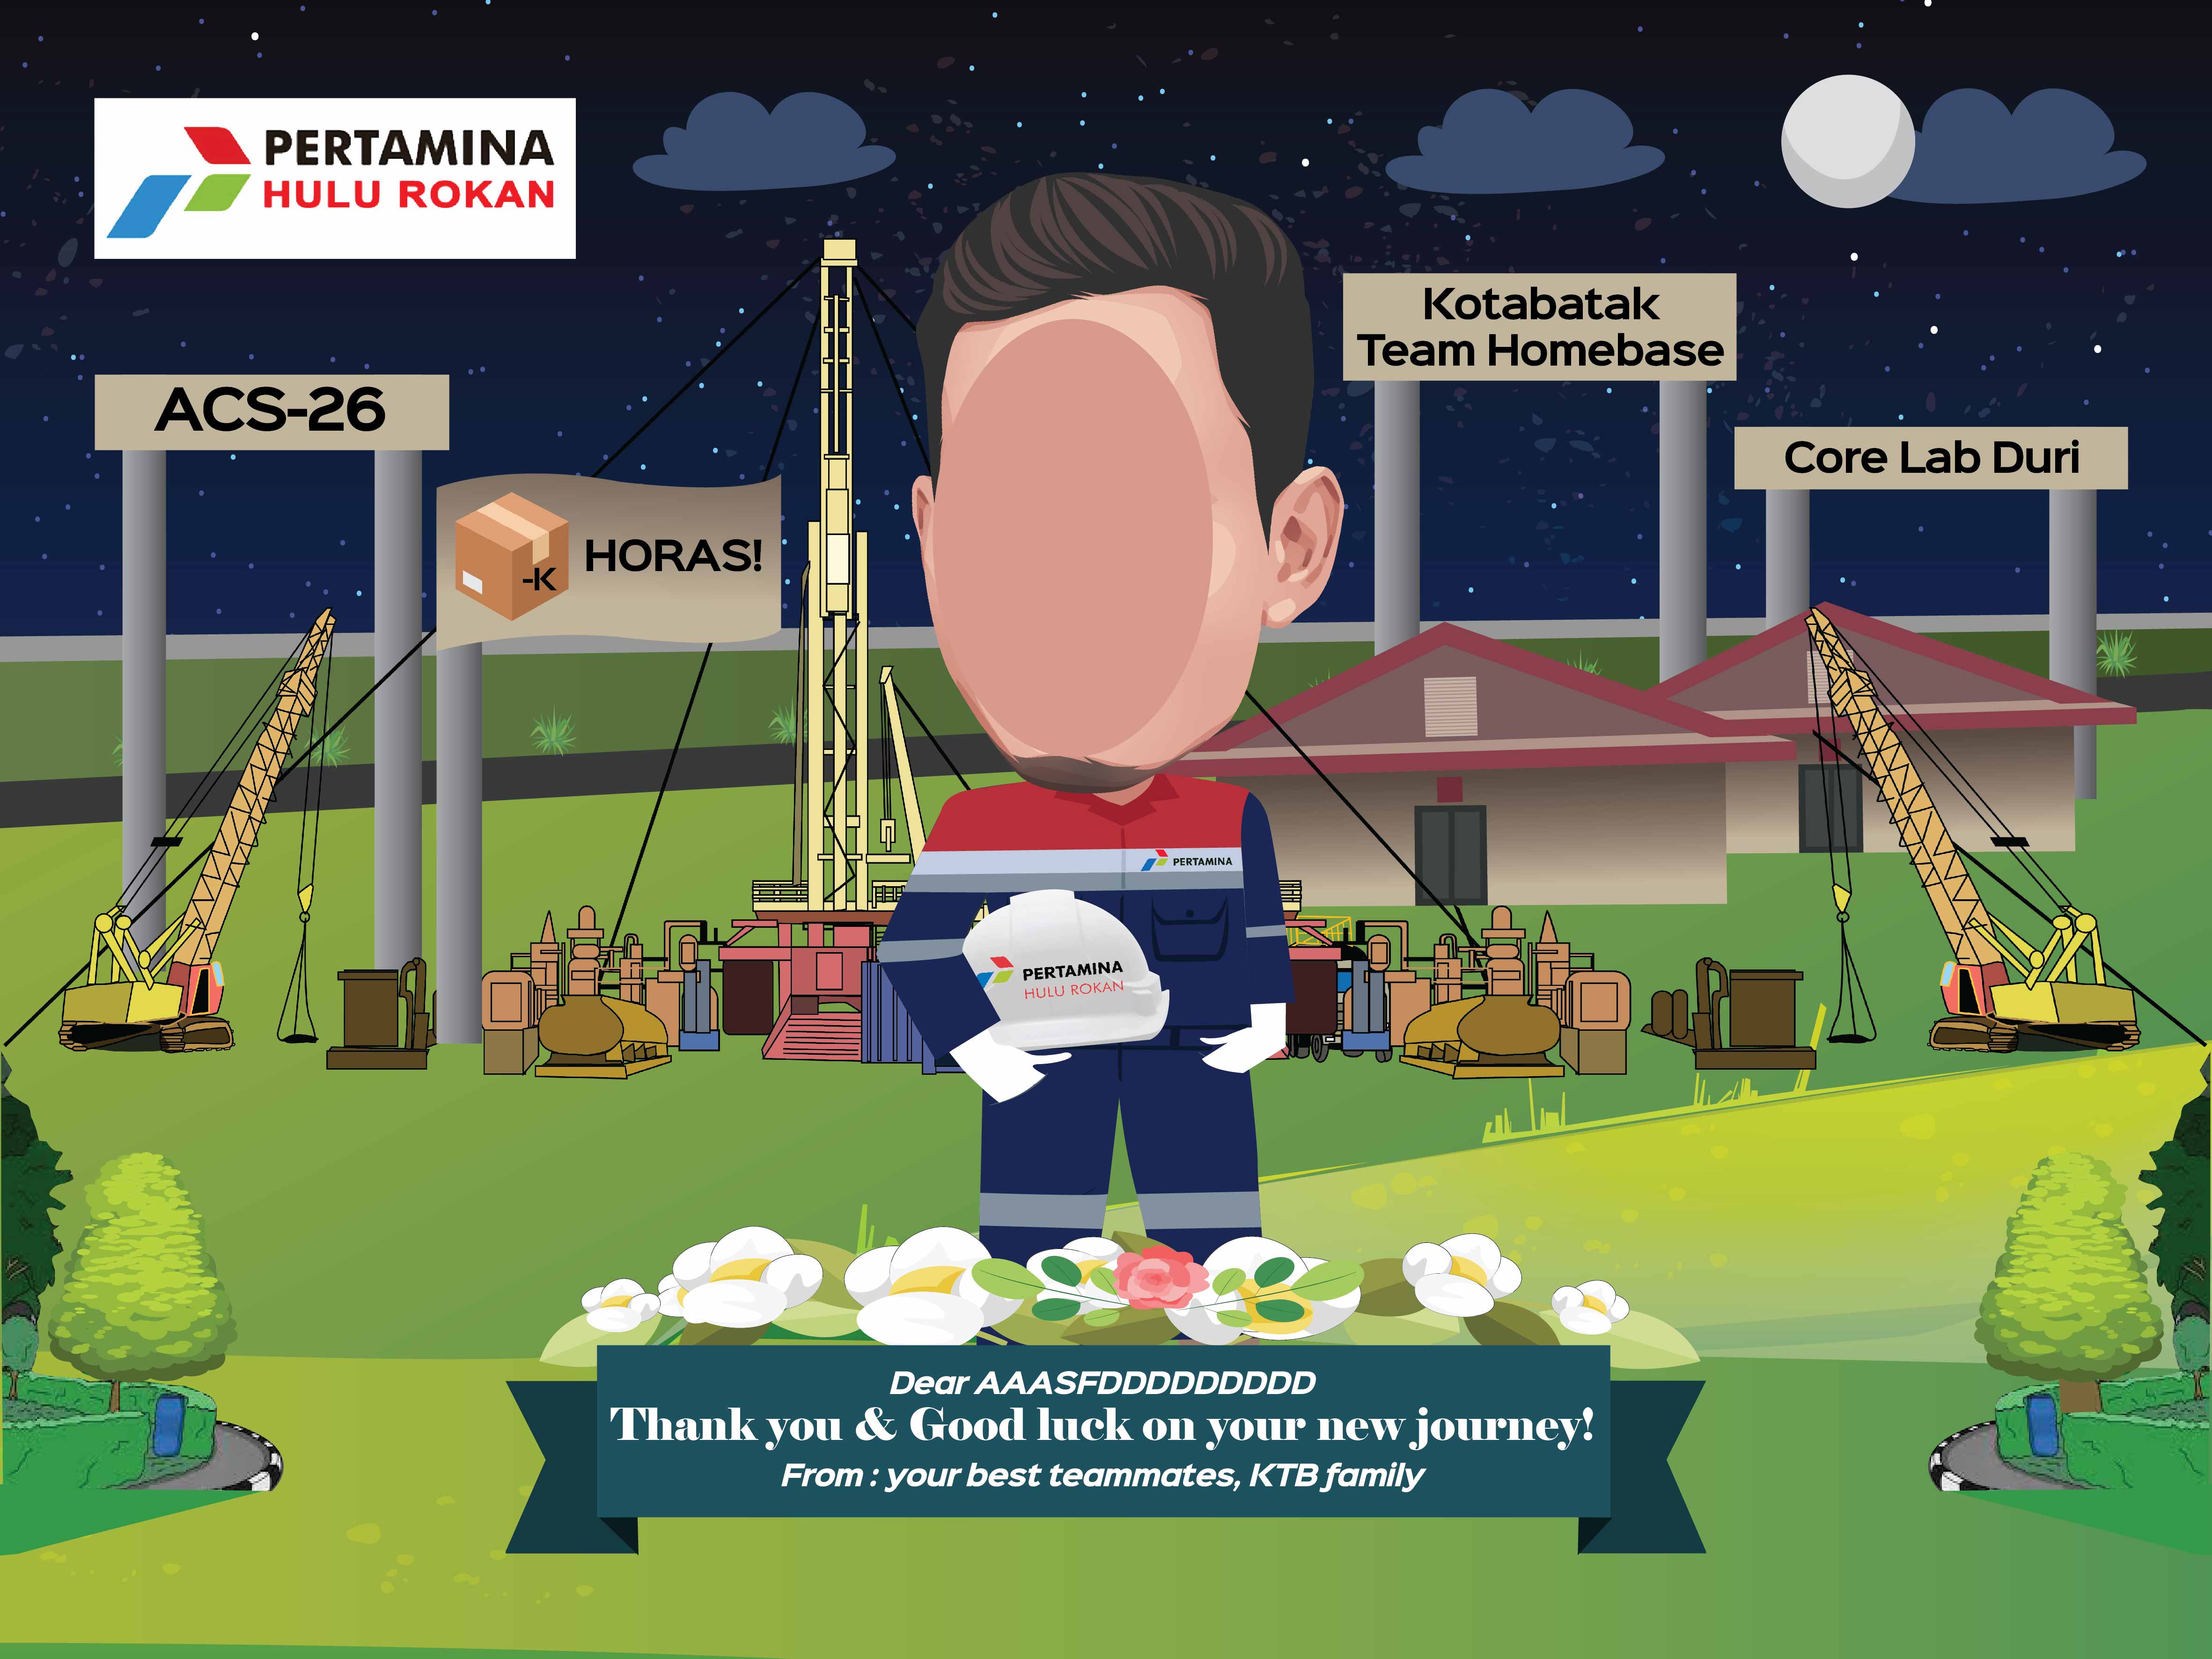 PERTAMINA
HULU ROKAN
Kotabatak
Team Homebase
ACS-26
Core Lab Duri
-K
HORAS!
PERTAMINA
PERTAMINA
HULU ROKAN
Dear AAASFDDDDDDDDDD
Thank you & Good luck on your new journey!
From : your best teammates, KTB family